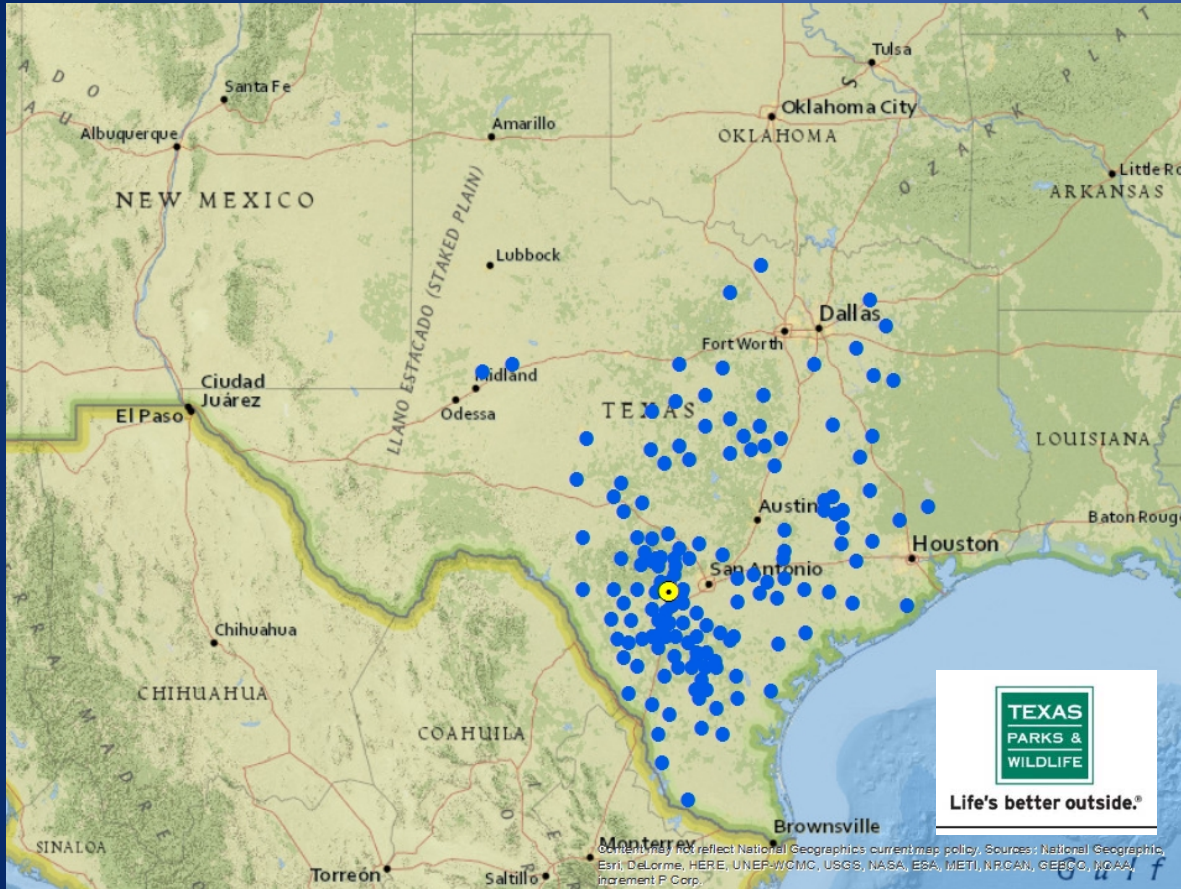 A D O
A U
Santa Fe
Albuquerque
NEW MEXICO
Amarillo
LLANO ESTACADO (STAKED PLAIN)
Lubbock
Tulsa
Oklahoma City
OKLAHOMA
OZARK PLAT
Little Ro
ARKANSAS
Dallas
Fort Worth
Midland
Odessa
TEXAS
Ciudad
Juárez
El Paso
LOUISIANA
Baton Roug
Austin
Houston
San Antonio
Chihuahua
CHIHUAHUA
COAHUILA
SINALOA
Torreón
Saltillo
Monterrey
Brownsville
Gulf
TEXAS
PARKS &
WILDLIFE
Life's better outside.®
Content may not reflect National Geographic's current map policy. Sources: National Geographic,
Esri, DeLorme, HERE, UNEP-WCMC, USGS, NASA, ESA, METI, NRCAN, GEBCO, NOAA,
increment P Corp.